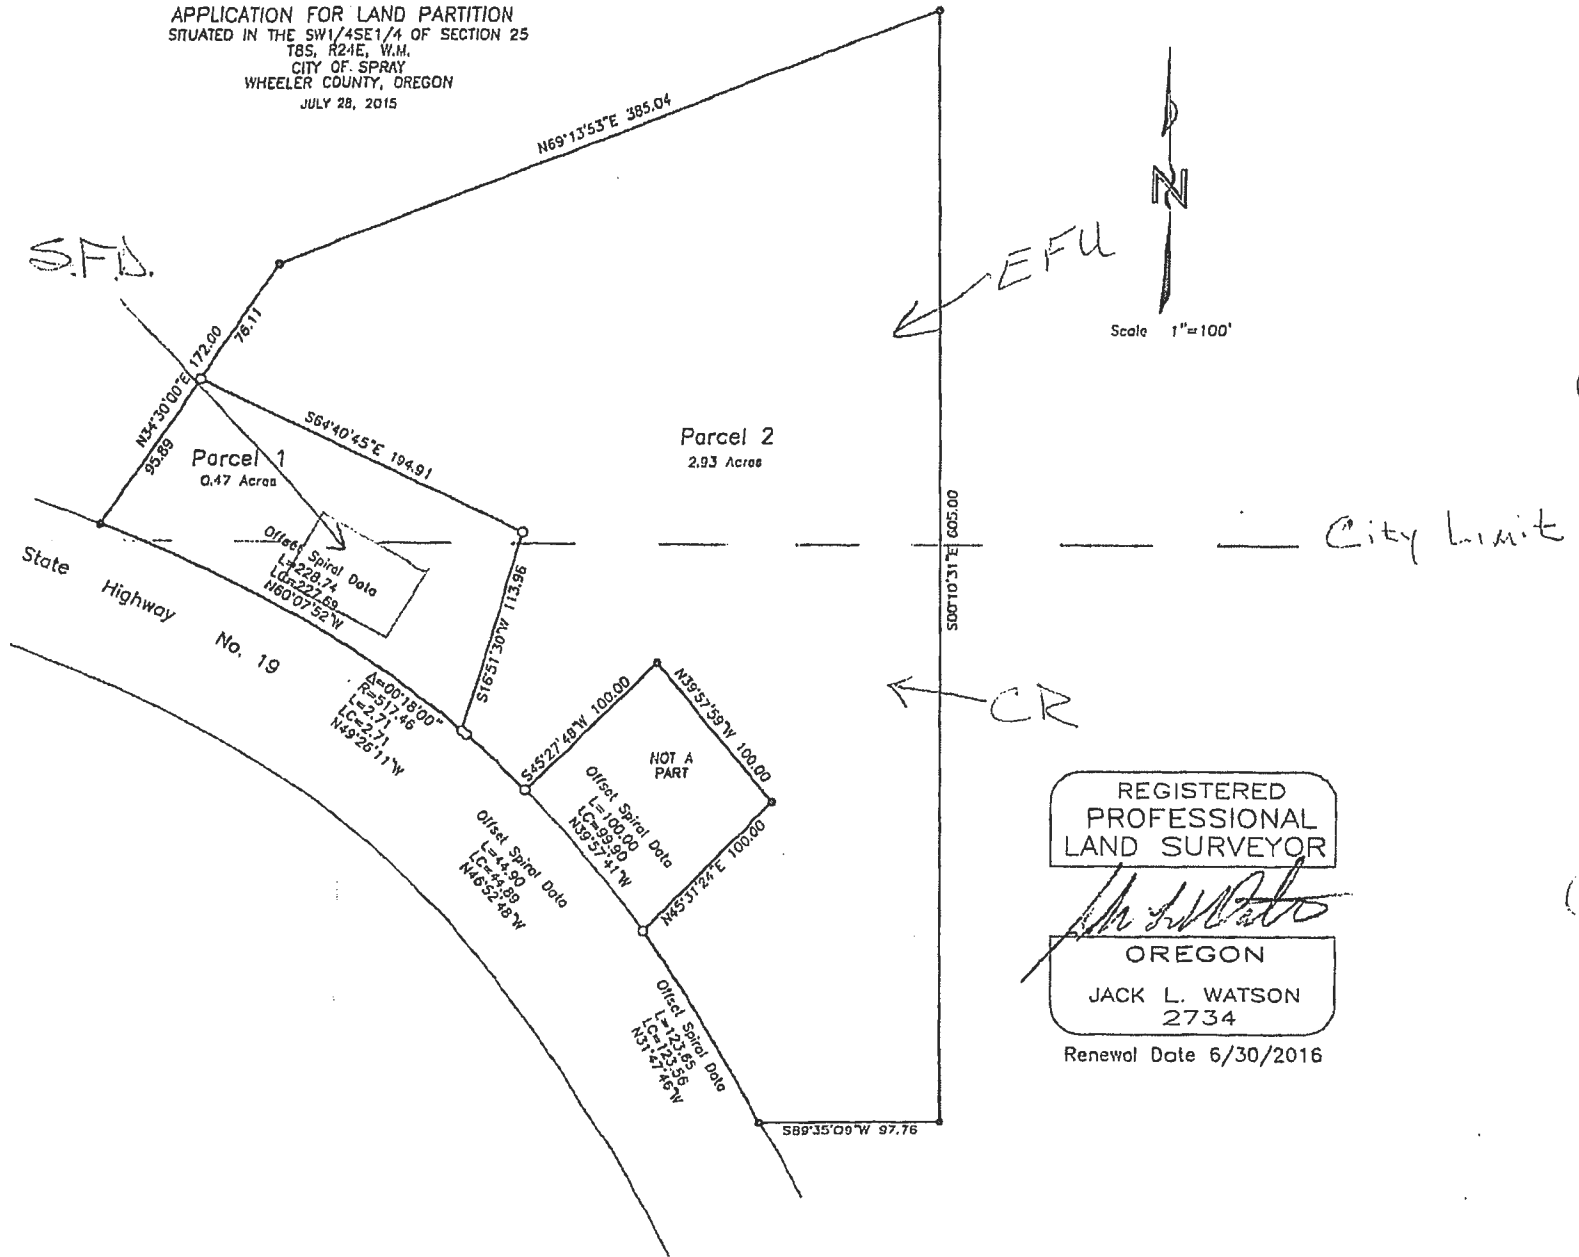 APPLICATION FOR LAND PARTITION
SITUATED IN THE SW1/4SE1/4 OF SECTION 25
T8S, R24E, W.M.
CITY OF SPRAY
WHEELER COUNTY, OREGON
JULY 28, 2015
N69°13'53"E 385.04
N
Scale 1"=100'
S.F.D.
EFU
76.11
N34°30'00"E 172.00
95.89
S64°40'45"E 194.91
Parcel 1
0.47 Acres
Parcel 2
2.93 Acres
S00°10'31"E 605.00
City Limit
Offset Spiral Data
L=228.74
LC=227.69
N60°07'52"W
State Highway No. 19
S16°51'30"W 113.96
Δ=00°18'00"
R=517.46
L=2.71
LC=2.71
N49°26'11"W
CR
S45°27'48"W 100.00
N39°57'59"W 100.00
NOT A
PART
Offset Spiral Data
L=100.00
LC=99.90
N39°57'41"W
N45°31'24"E 100.00
Offset Spiral Data
L=44.90
LC=44.89
N46°52'48"W
Offset Spiral Data
L=123.65
LC=123.56
N31°47'46"W
S89°35'09"W 97.76
REGISTERED
PROFESSIONAL
LAND SURVEYOR
OREGON
JACK L. WATSON
2734
Renewal Date 6/30/2016